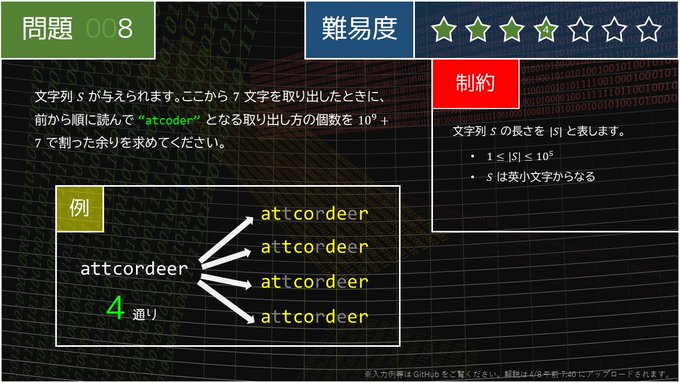 問題 008
難易度
4
文字列 S が与えられます。ここから 7 文字を取り出したときに、
前から順に読んで “atcoder” となる取り出し方の個数を 10⁹ +
7 で割った余りを求めてください。
制約
文字列 S の長さを |S| と表します。
• 1 ≤ |S| ≤ 10⁵
• S は英小文字からなる
例
attcordeer
4 通り
attcordeer
attcordeer
attcordeer
attcordeer
※入力例等は GitHub をご覧ください。解説は 4/8 午前 7:40 にアップロードされます。